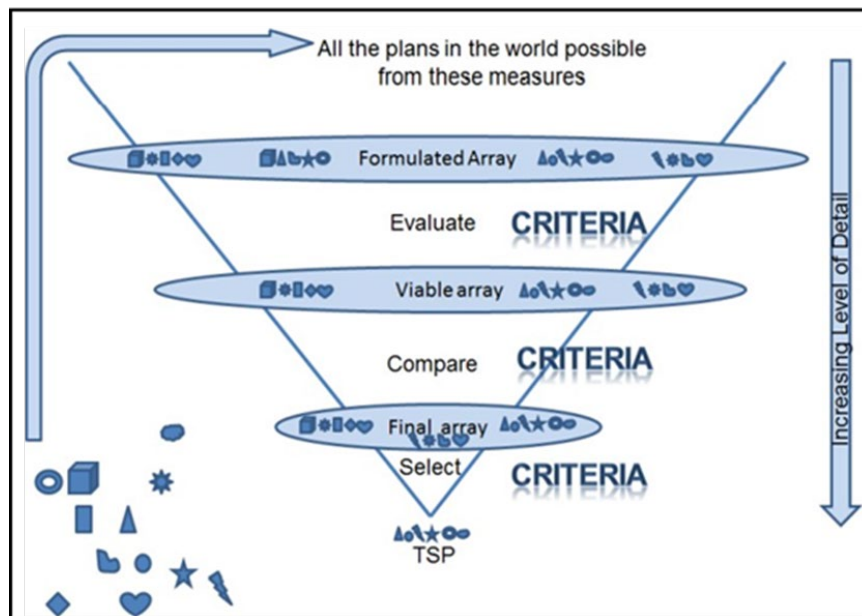 All the plans in the world possible
from these measures
Formulated Array
Evaluate CRITERIA
Viable array
Compare CRITERIA
Final array
Select CRITERIA
TSP
Increasing Level of Detail